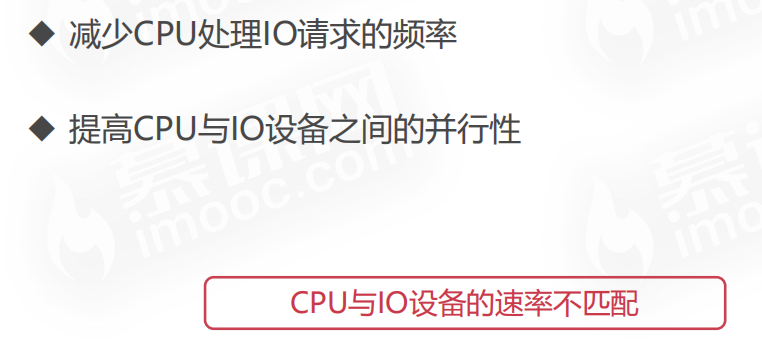 ◆ 减少CPU处理IO请求的频率
◆ 提高CPU与IO设备之间的并行性
慕课网
imooc.com
CPU与IO设备的速率不匹配